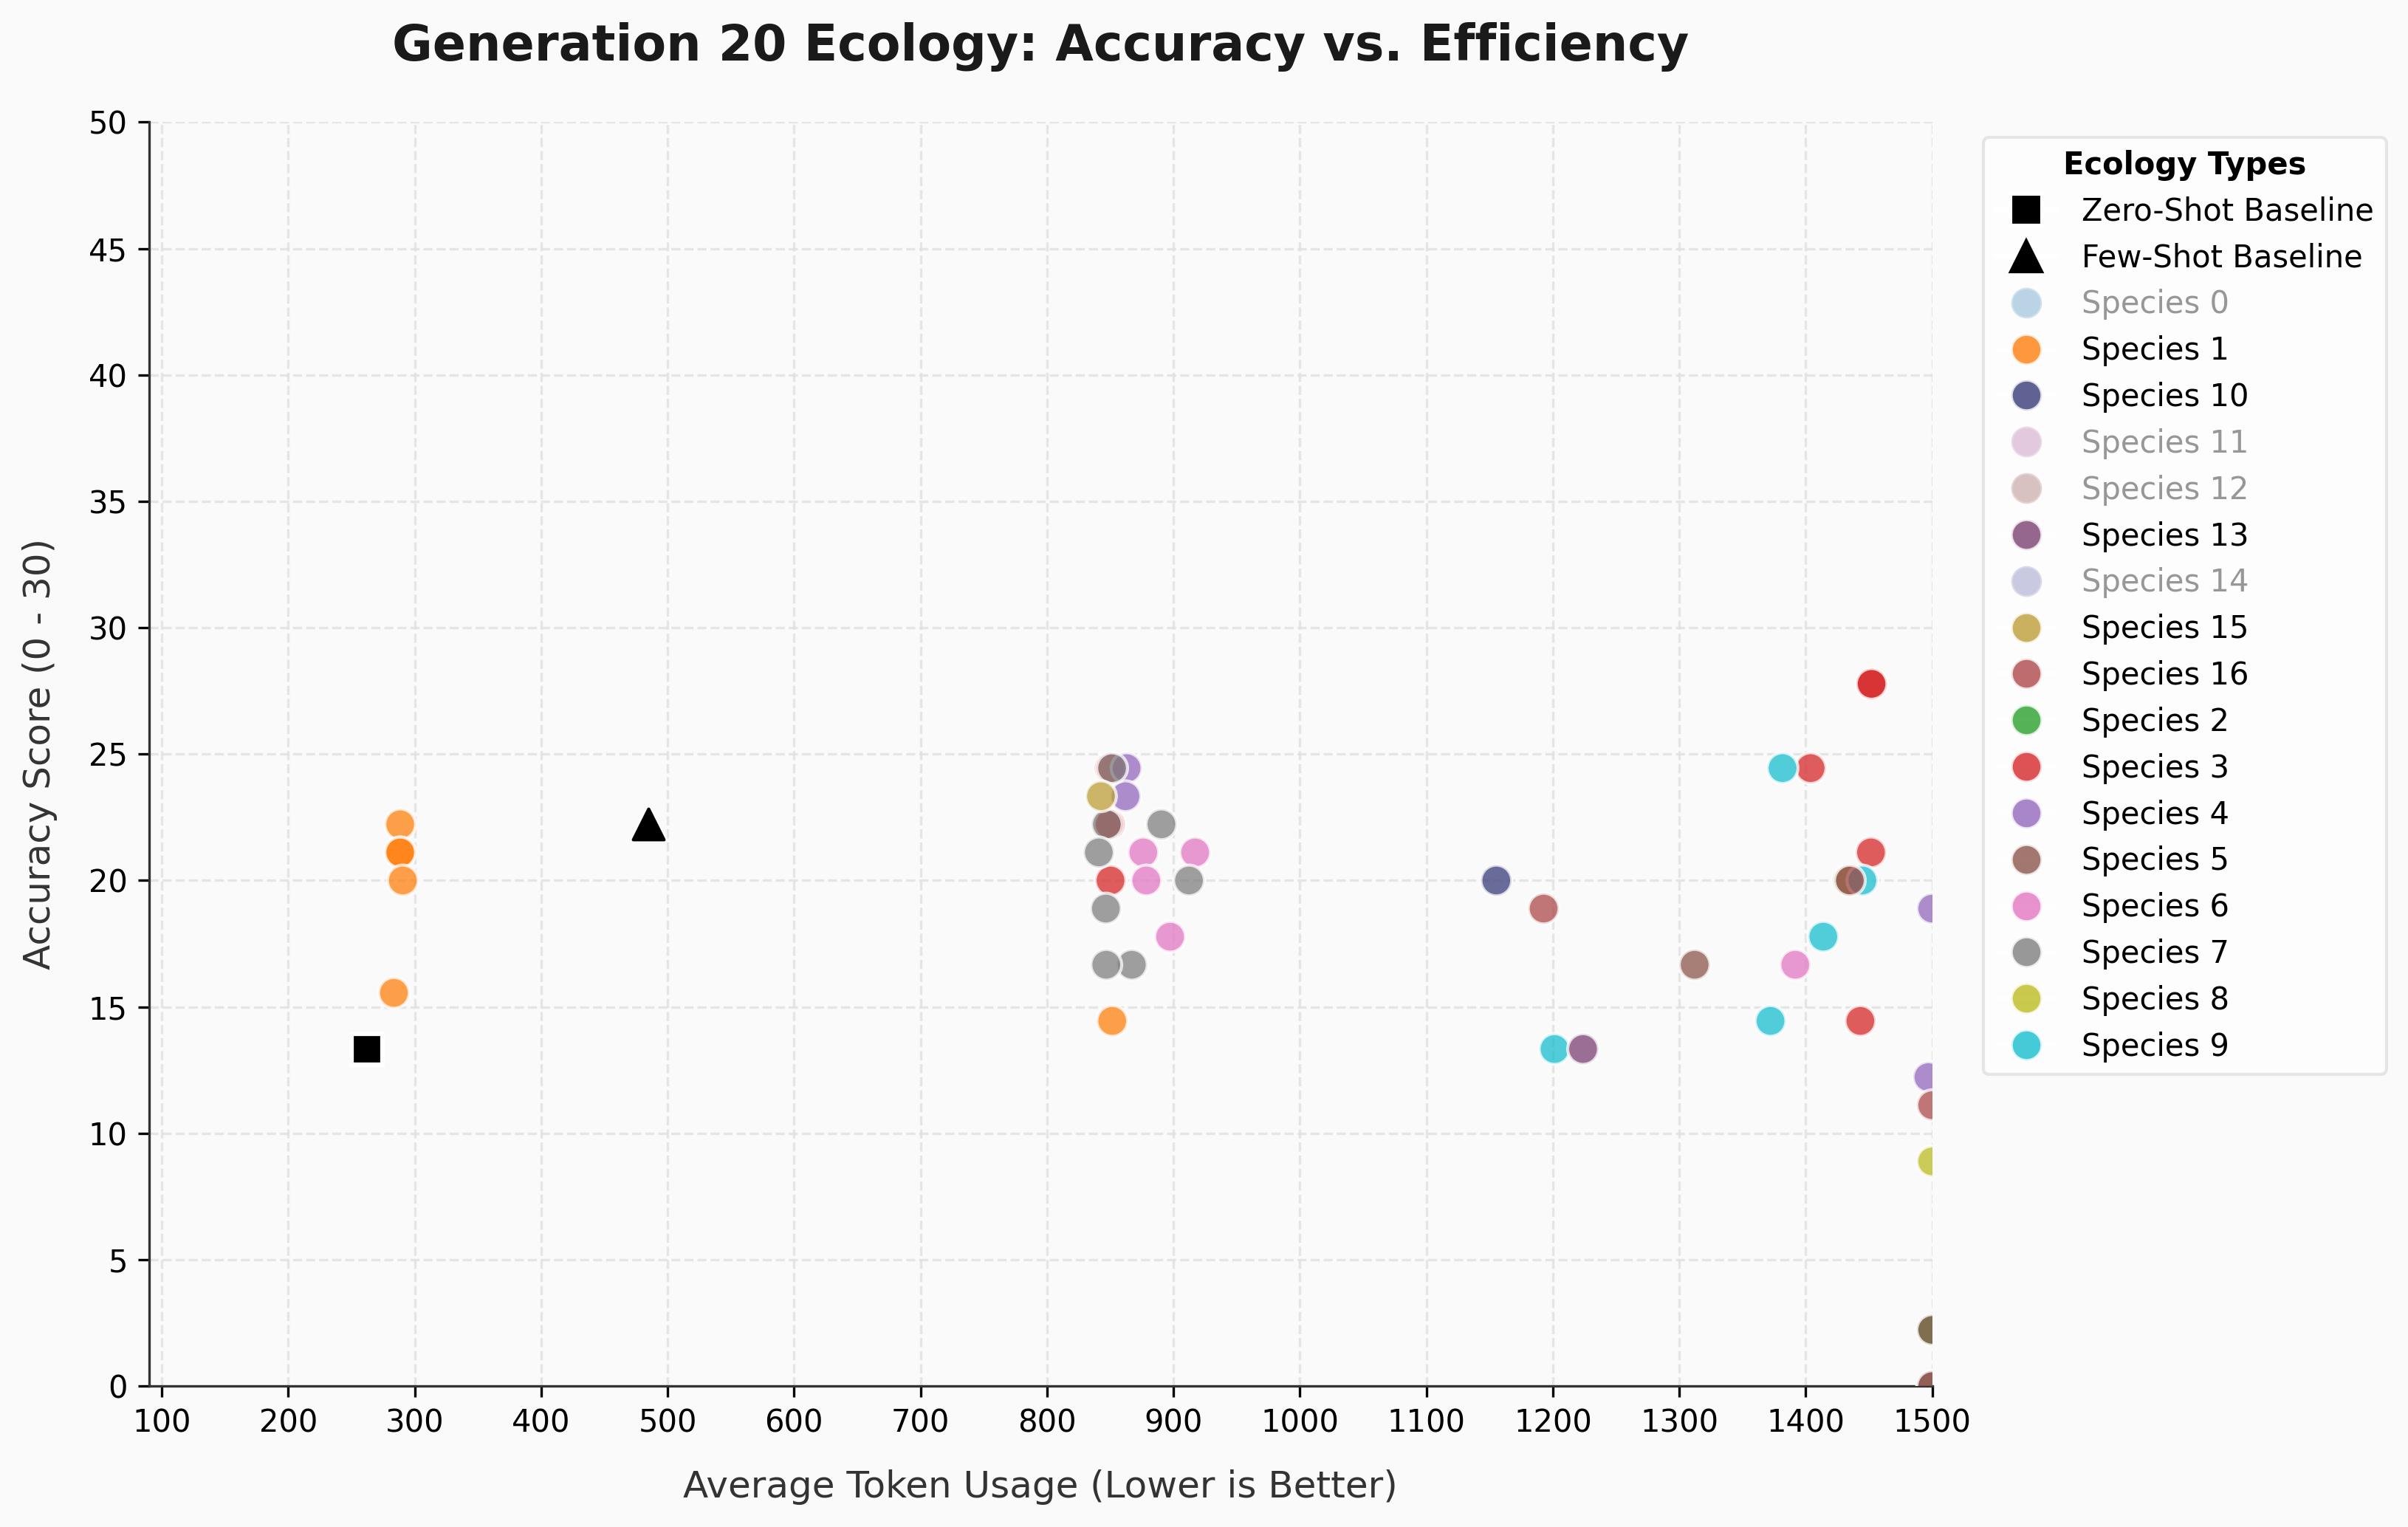 Generation 20 Ecology: Accuracy vs. Efficiency
50
45
40
35
30
25
20
15
10
5
0
Accuracy Score (0 - 30)
100 200 300 400 500 600 700 800 900 1000 1100 1200 1300 1400 1500
Average Token Usage (Lower is Better)
Ecology Types
Zero-Shot Baseline
Few-Shot Baseline
Species 0
Species 1
Species 10
Species 11
Species 12
Species 13
Species 14
Species 15
Species 16
Species 2
Species 3
Species 4
Species 5
Species 6
Species 7
Species 8
Species 9